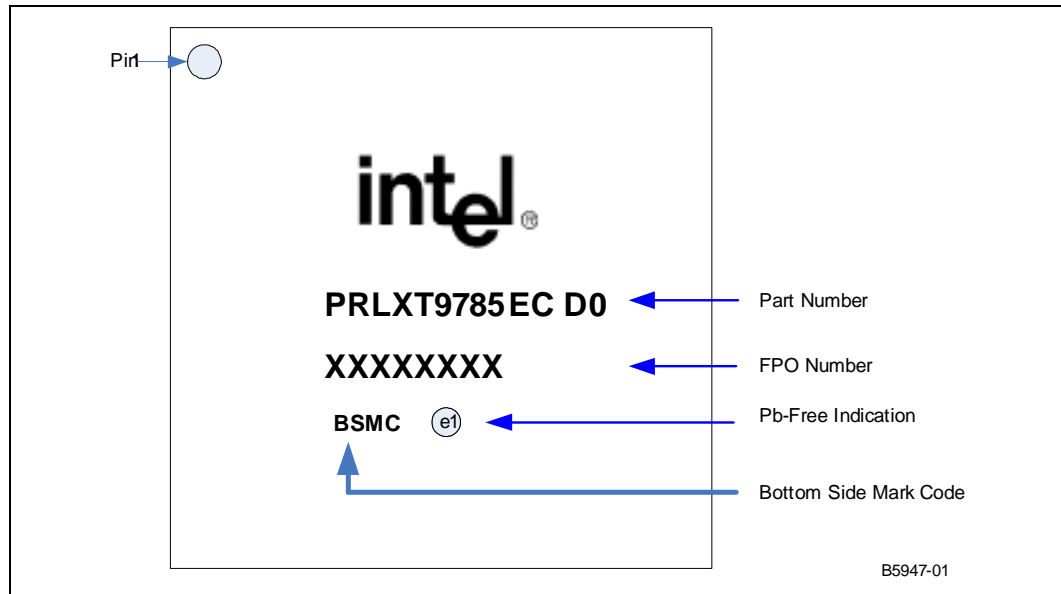 Pin1
intel®
PRLXT9785EC D0
Part Number
XXXXXXXX
FPO Number
BSMC
e1
Pb-Free Indication
Bottom Side Mark Code
B5947-01